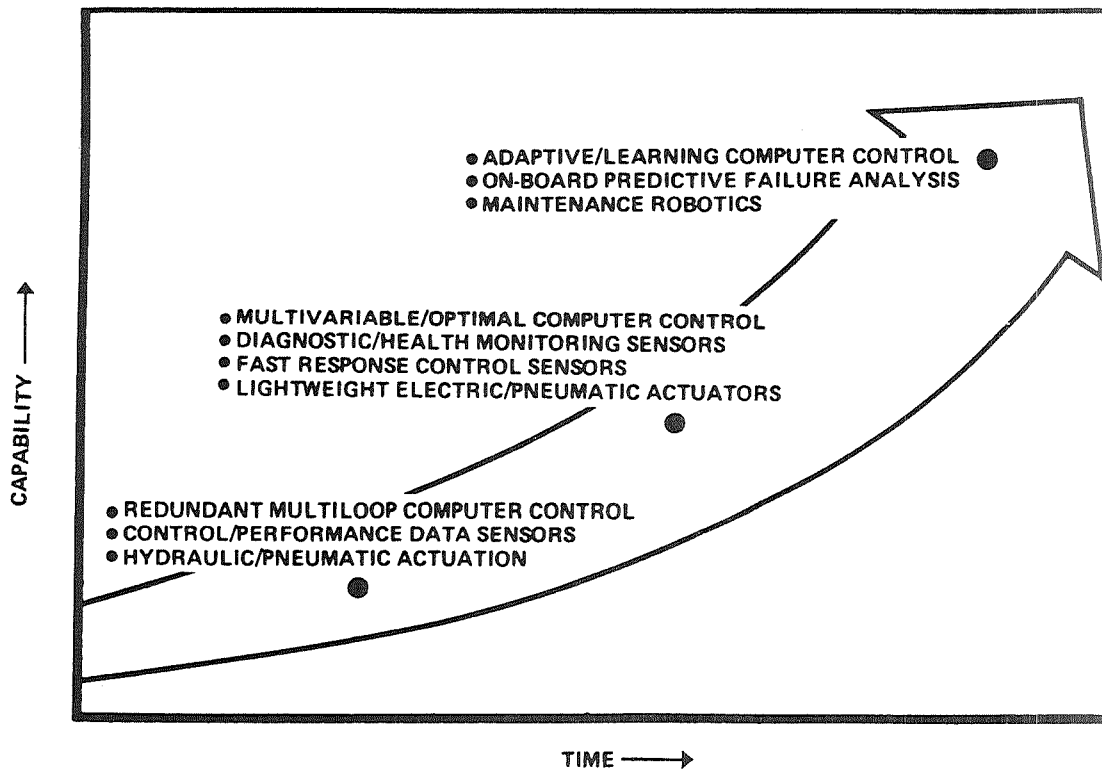 ● ADAPTIVE/LEARNING COMPUTER CONTROL
● ON-BOARD PREDICTIVE FAILURE ANALYSIS
● MAINTENANCE ROBOTICS
● MULTIVARIABLE/OPTIMAL COMPUTER CONTROL
● DIAGNOSTIC/HEALTH MONITORING SENSORS
● FAST RESPONSE CONTROL SENSORS
● LIGHTWEIGHT ELECTRIC/PNEUMATIC ACTUATORS
● REDUNDANT MULTILOOP COMPUTER CONTROL
● CONTROL/PERFORMANCE DATA SENSORS
● HYDRAULIC/PNEUMATIC ACTUATION
CAPABILITY
TIME